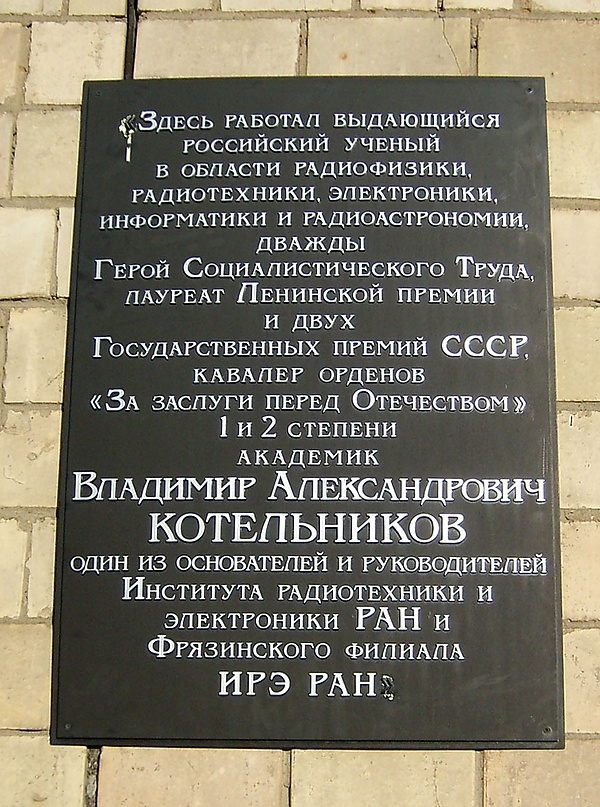 «Здесь работал выдающийся
российский ученый
в области радиофизики,
радиотехники, электроники,
информатики и радиоастрономии,
дважды
Герой Социалистического Труда,
лауреат Ленинской премии
и двух
Государственных премий СССР,
кавалер орденов
«За заслуги перед Отечеством»
1 и 2 степени
академик
Владимир Александрович
КОТЕЛЬНИКОВ
один из основателей и руководителей
Института радиотехники и
электроники РАН и
Фрязинского филиала
ИРЭ РАН»